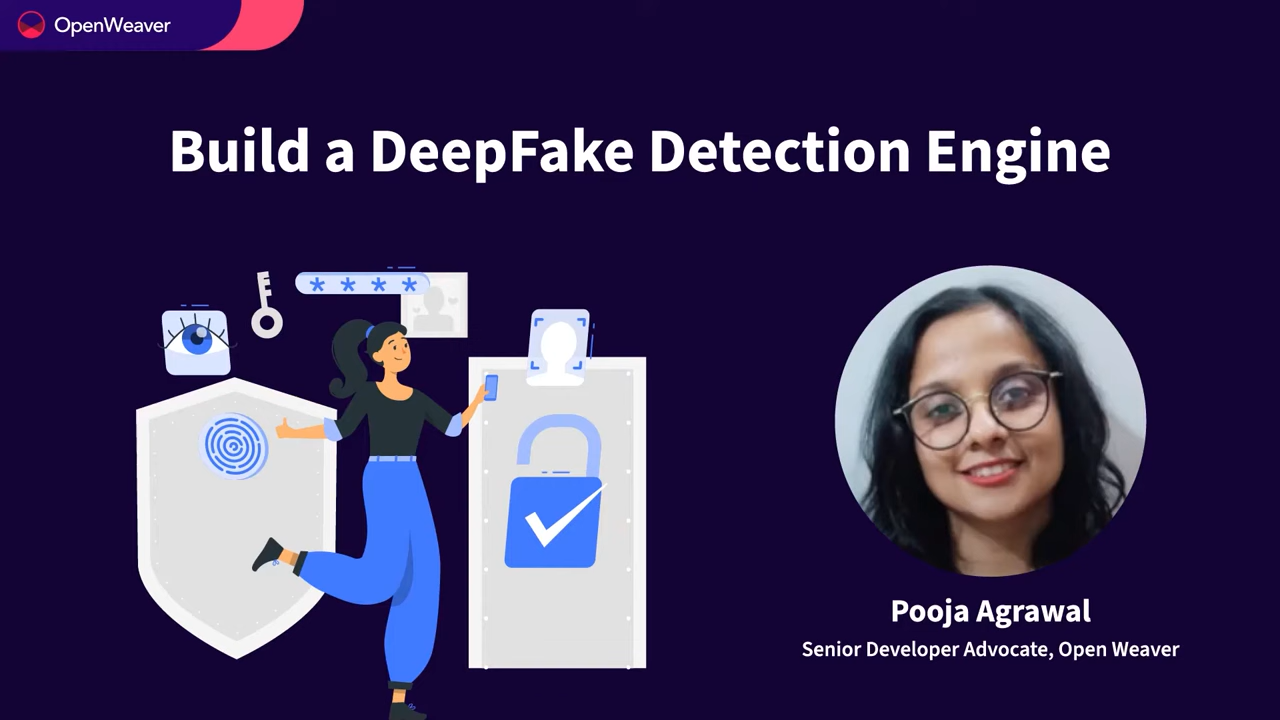 OpenWeaver
Build a DeepFake Detection Engine
* * * *
Pooja Agrawal
Senior Developer Advocate, Open Weaver